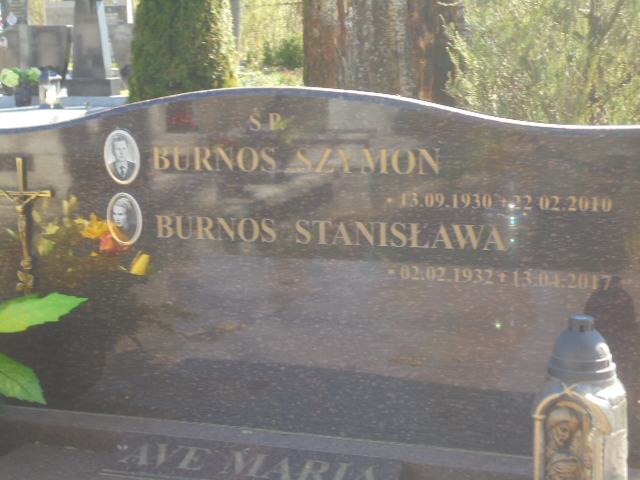 Ś P
BURNOS SZYMON
* 13.09.1930 + 22 02.2010
BURNOS STANISŁAWA
* 02.02.1932 + 13.04.2017
AVE MARIA